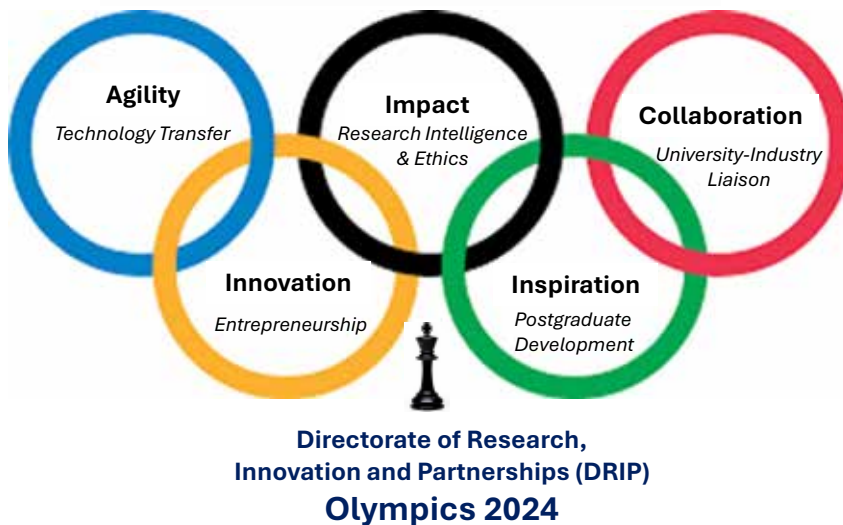 Agility
Technology Transfer
Impact
Research Intelligence
& Ethics
Collaboration
University-Industry
Liaison
Innovation
Entrepreneurship
Inspiration
Postgraduate
Development
Directorate of Research,
Innovation and Partnerships (DRIP)
Olympics 2024